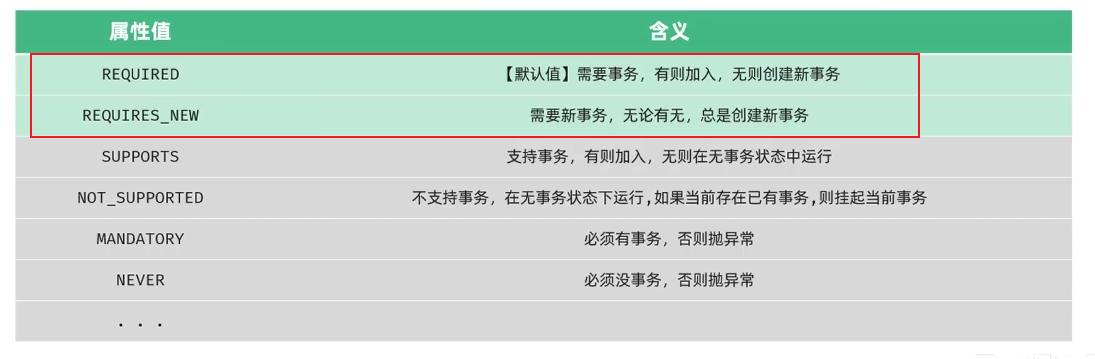 属性值 含义
REQUIRED 【默认值】需要事务，有则加入，无则创建新事务
REQUIRES_NEW 需要新事务，无论有无，总是创建新事务
SUPPORTS 支持事务，有则加入，无则在无事务状态中运行
NOT_SUPPORTED 不支持事务，在无事务状态下运行,如果当前存在已有事务,则挂起当前事务
MANDATORY 必须有事务，否则抛异常
NEVER 必须没事务，否则抛异常
. . .